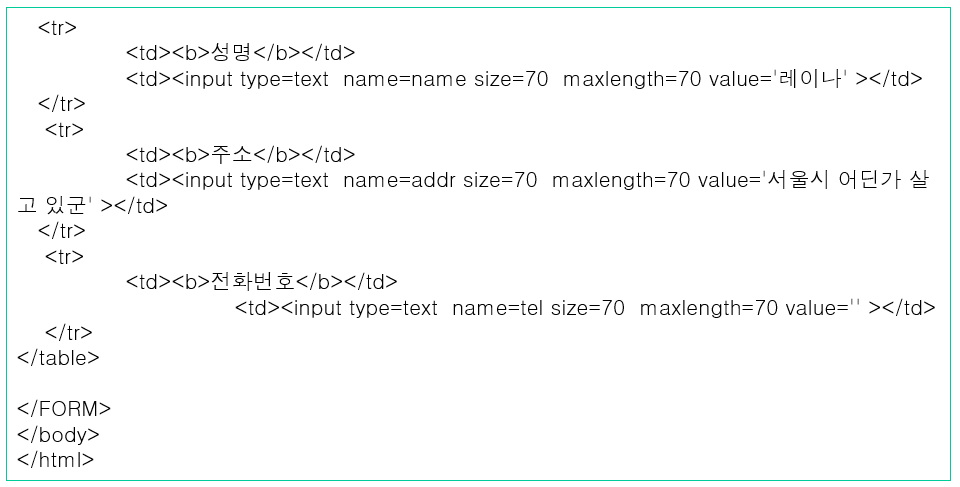 <tr>
<td><b>성명</b></td>
<td><input type=text  name=name size=70  maxlength=70 value='레이나' ></td>
</tr>
<tr>
<td><b>주소</b></td>
<td><input type=text  name=addr size=70  maxlength=70 value='서울시 어딘가 살
고 있군' ></td>
</tr>
<tr>
<td><b>전화번호</b></td>
<td><input type=text  name=tel size=70  maxlength=70 value='' ></td>
</tr>
</table>
</FORM>
</body>
</html>